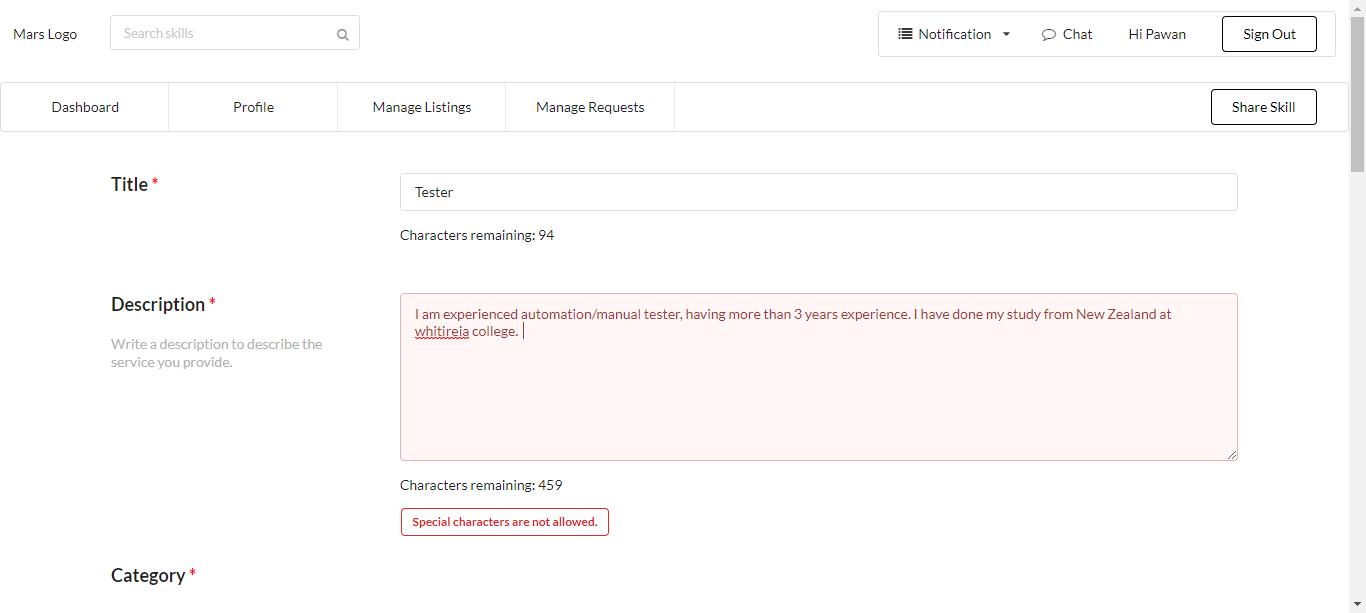 Mars Logo
Search skills
Notification
Chat
Hi Pawan
Sign Out
Dashboard
Profile
Manage Listings
Manage Requests
Share Skill
Title *
Tester
Characters remaining: 94
Description *
Write a description to describe the
service you provide.
I am experienced automation/manual tester, having more than 3 years experience. I have done my study from New Zealand at
whitireia college.
Characters remaining: 459
Special characters are not allowed.
Category *